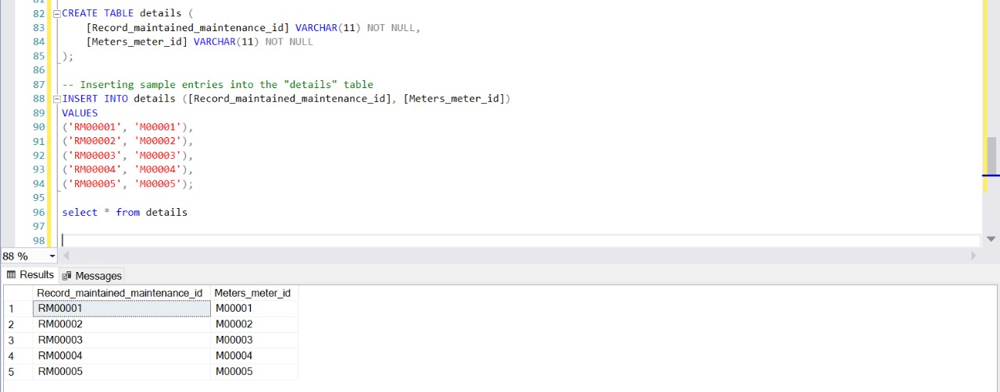 82 CREATE TABLE details (
83 [Record_maintained_maintenance_id] VARCHAR(11) NOT NULL,
84 [Meters_meter_id] VARCHAR(11) NOT NULL
85 );
86
87 -- Inserting sample entries into the "details" table
88 INSERT INTO details ([Record_maintained_maintenance_id], [Meters_meter_id])
89 VALUES
90 ('RM00001', 'M00001'),
91 ('RM00002', 'M00002'),
92 ('RM00003', 'M00003'),
93 ('RM00004', 'M00004'),
94 ('RM00005', 'M00005');
95
96 select * from details
97
98
88 %
Results Messages
Record_maintained_maintenance_id Meters_meter_id
1 RM00001 M00001
2 RM00002 M00002
3 RM00003 M00003
4 RM00004 M00004
5 RM00005 M00005